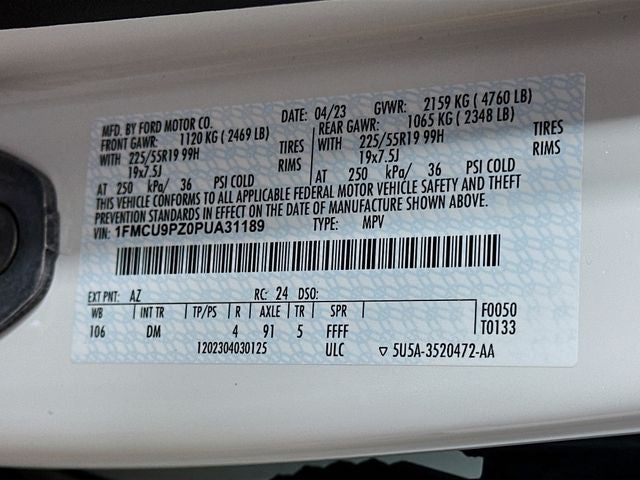 MFD. BY FORD MOTOR CO. DATE: 04/23 GVWR: 2159 KG (4760 LB)
FRONT GAWR: 1120 KG (2469 LB) REAR GAWR: 1065 KG (2348 LB)
WITH 225/55R19 99H TIRES WITH 225/55R19 99H TIRES
19x7.5J RIMS 19x7.5J RIMS
AT 250 kPa/ 36 PSI COLD AT 250 kPa/ 36 PSI COLD
THIS VEHICLE CONFORMS TO ALL APPLICABLE FEDERAL MOTOR VEHICLE SAFETY AND THEFT
PREVENTION STANDARDS IN EFFECT ON THE DATE OF MANUFACTURE SHOWN ABOVE.
VIN: 1FMCU9PZ0PUA31189 TYPE: MPV
EXT PNT: AZ RC: 24 DSO:
WB INT TR TP/PS R AXLE TR SPR F0050
106 DM 4 91 5 FFFF T0133
1202304030125 ULC ▽ 5U5A-3520472-AA